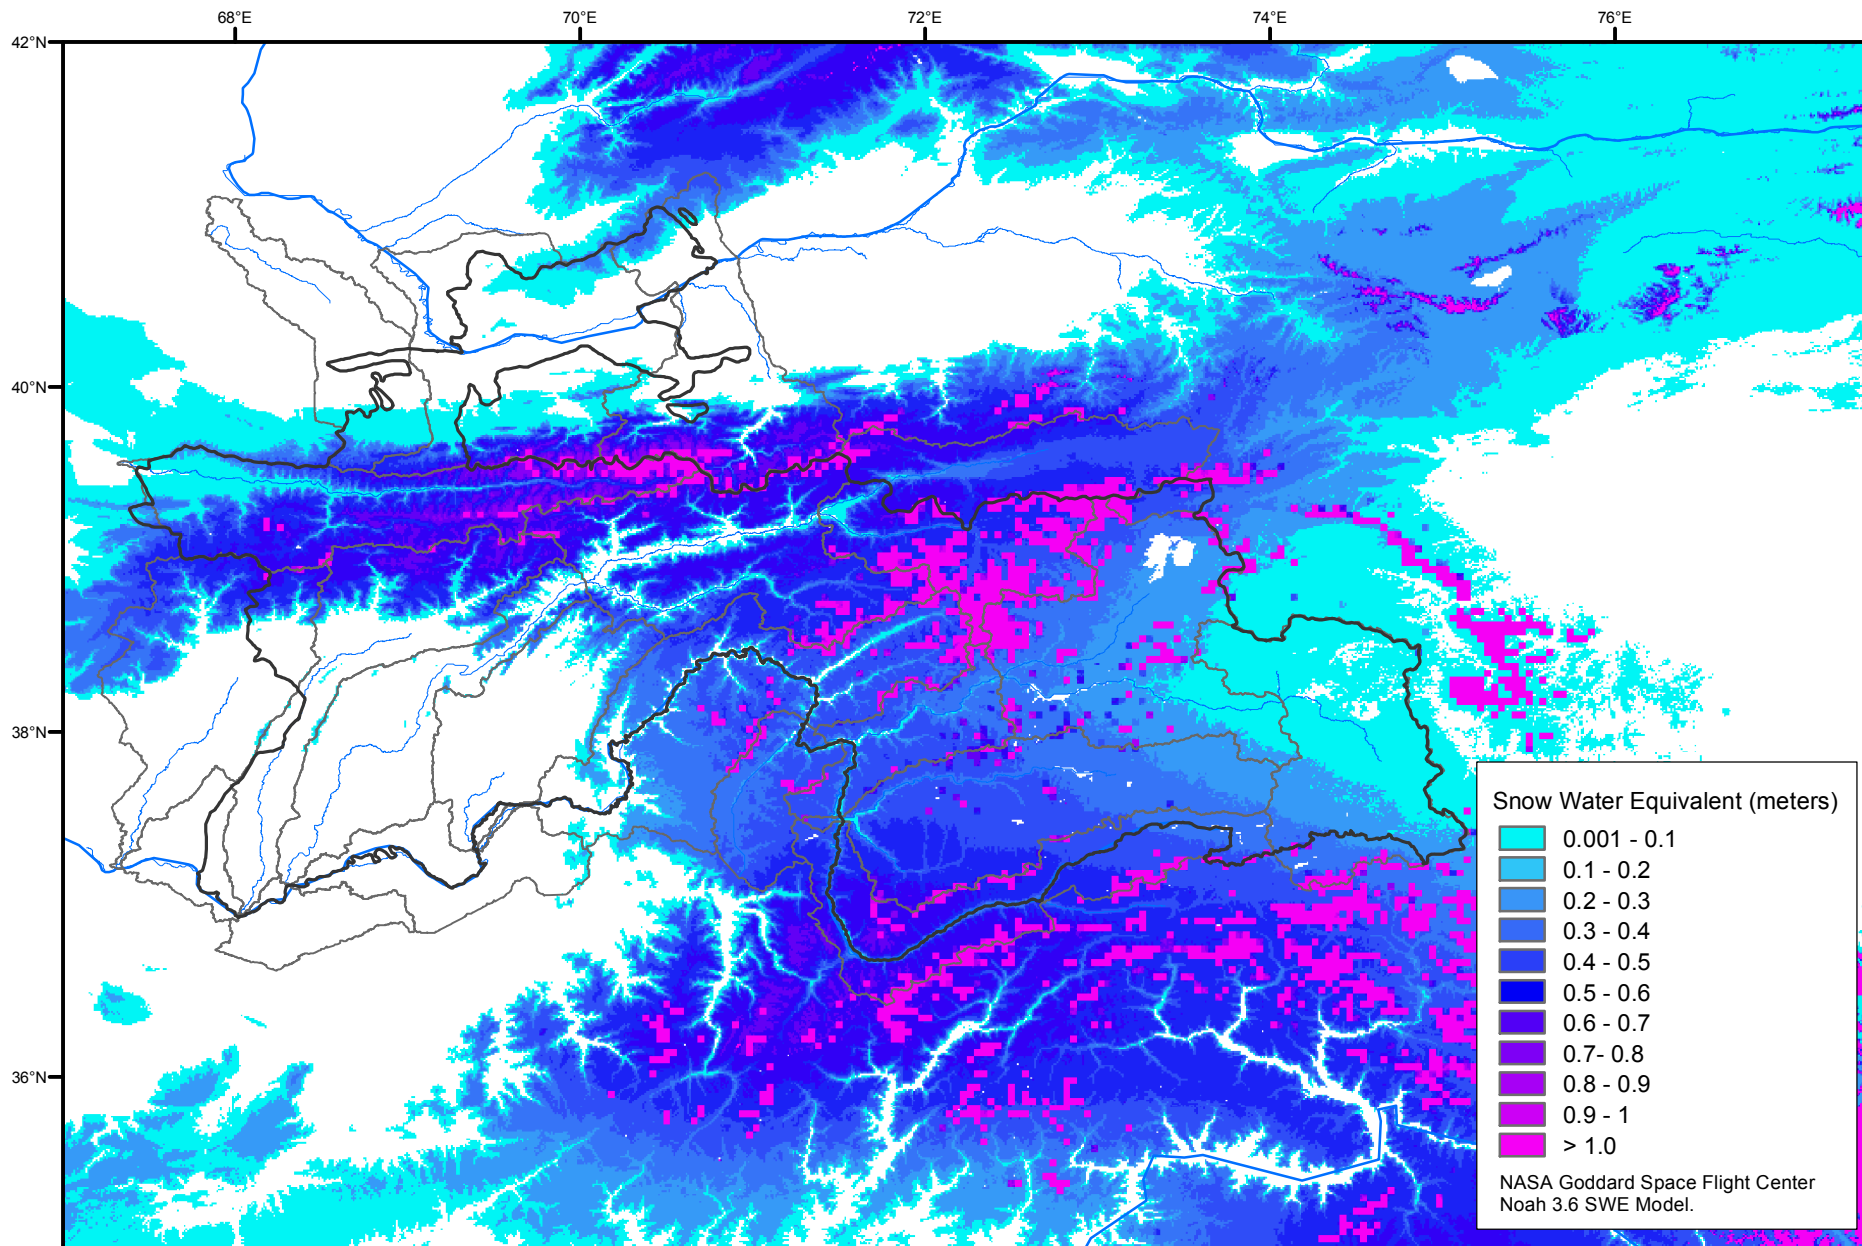 68°E
70°E
72°E
74°E
76°E
42°N
40°N
38°N
36°N
Snow Water Equivalent (meters)
0.001 - 0.1
0.1 - 0.2
0.2 - 0.3
0.3 - 0.4
0.4 - 0.5
0.5 - 0.6
0.6 - 0.7
0.7- 0.8
0.8 - 0.9
0.9 - 1
> 1.0
NASA Goddard Space Flight Center
Noah 3.6 SWE Model.